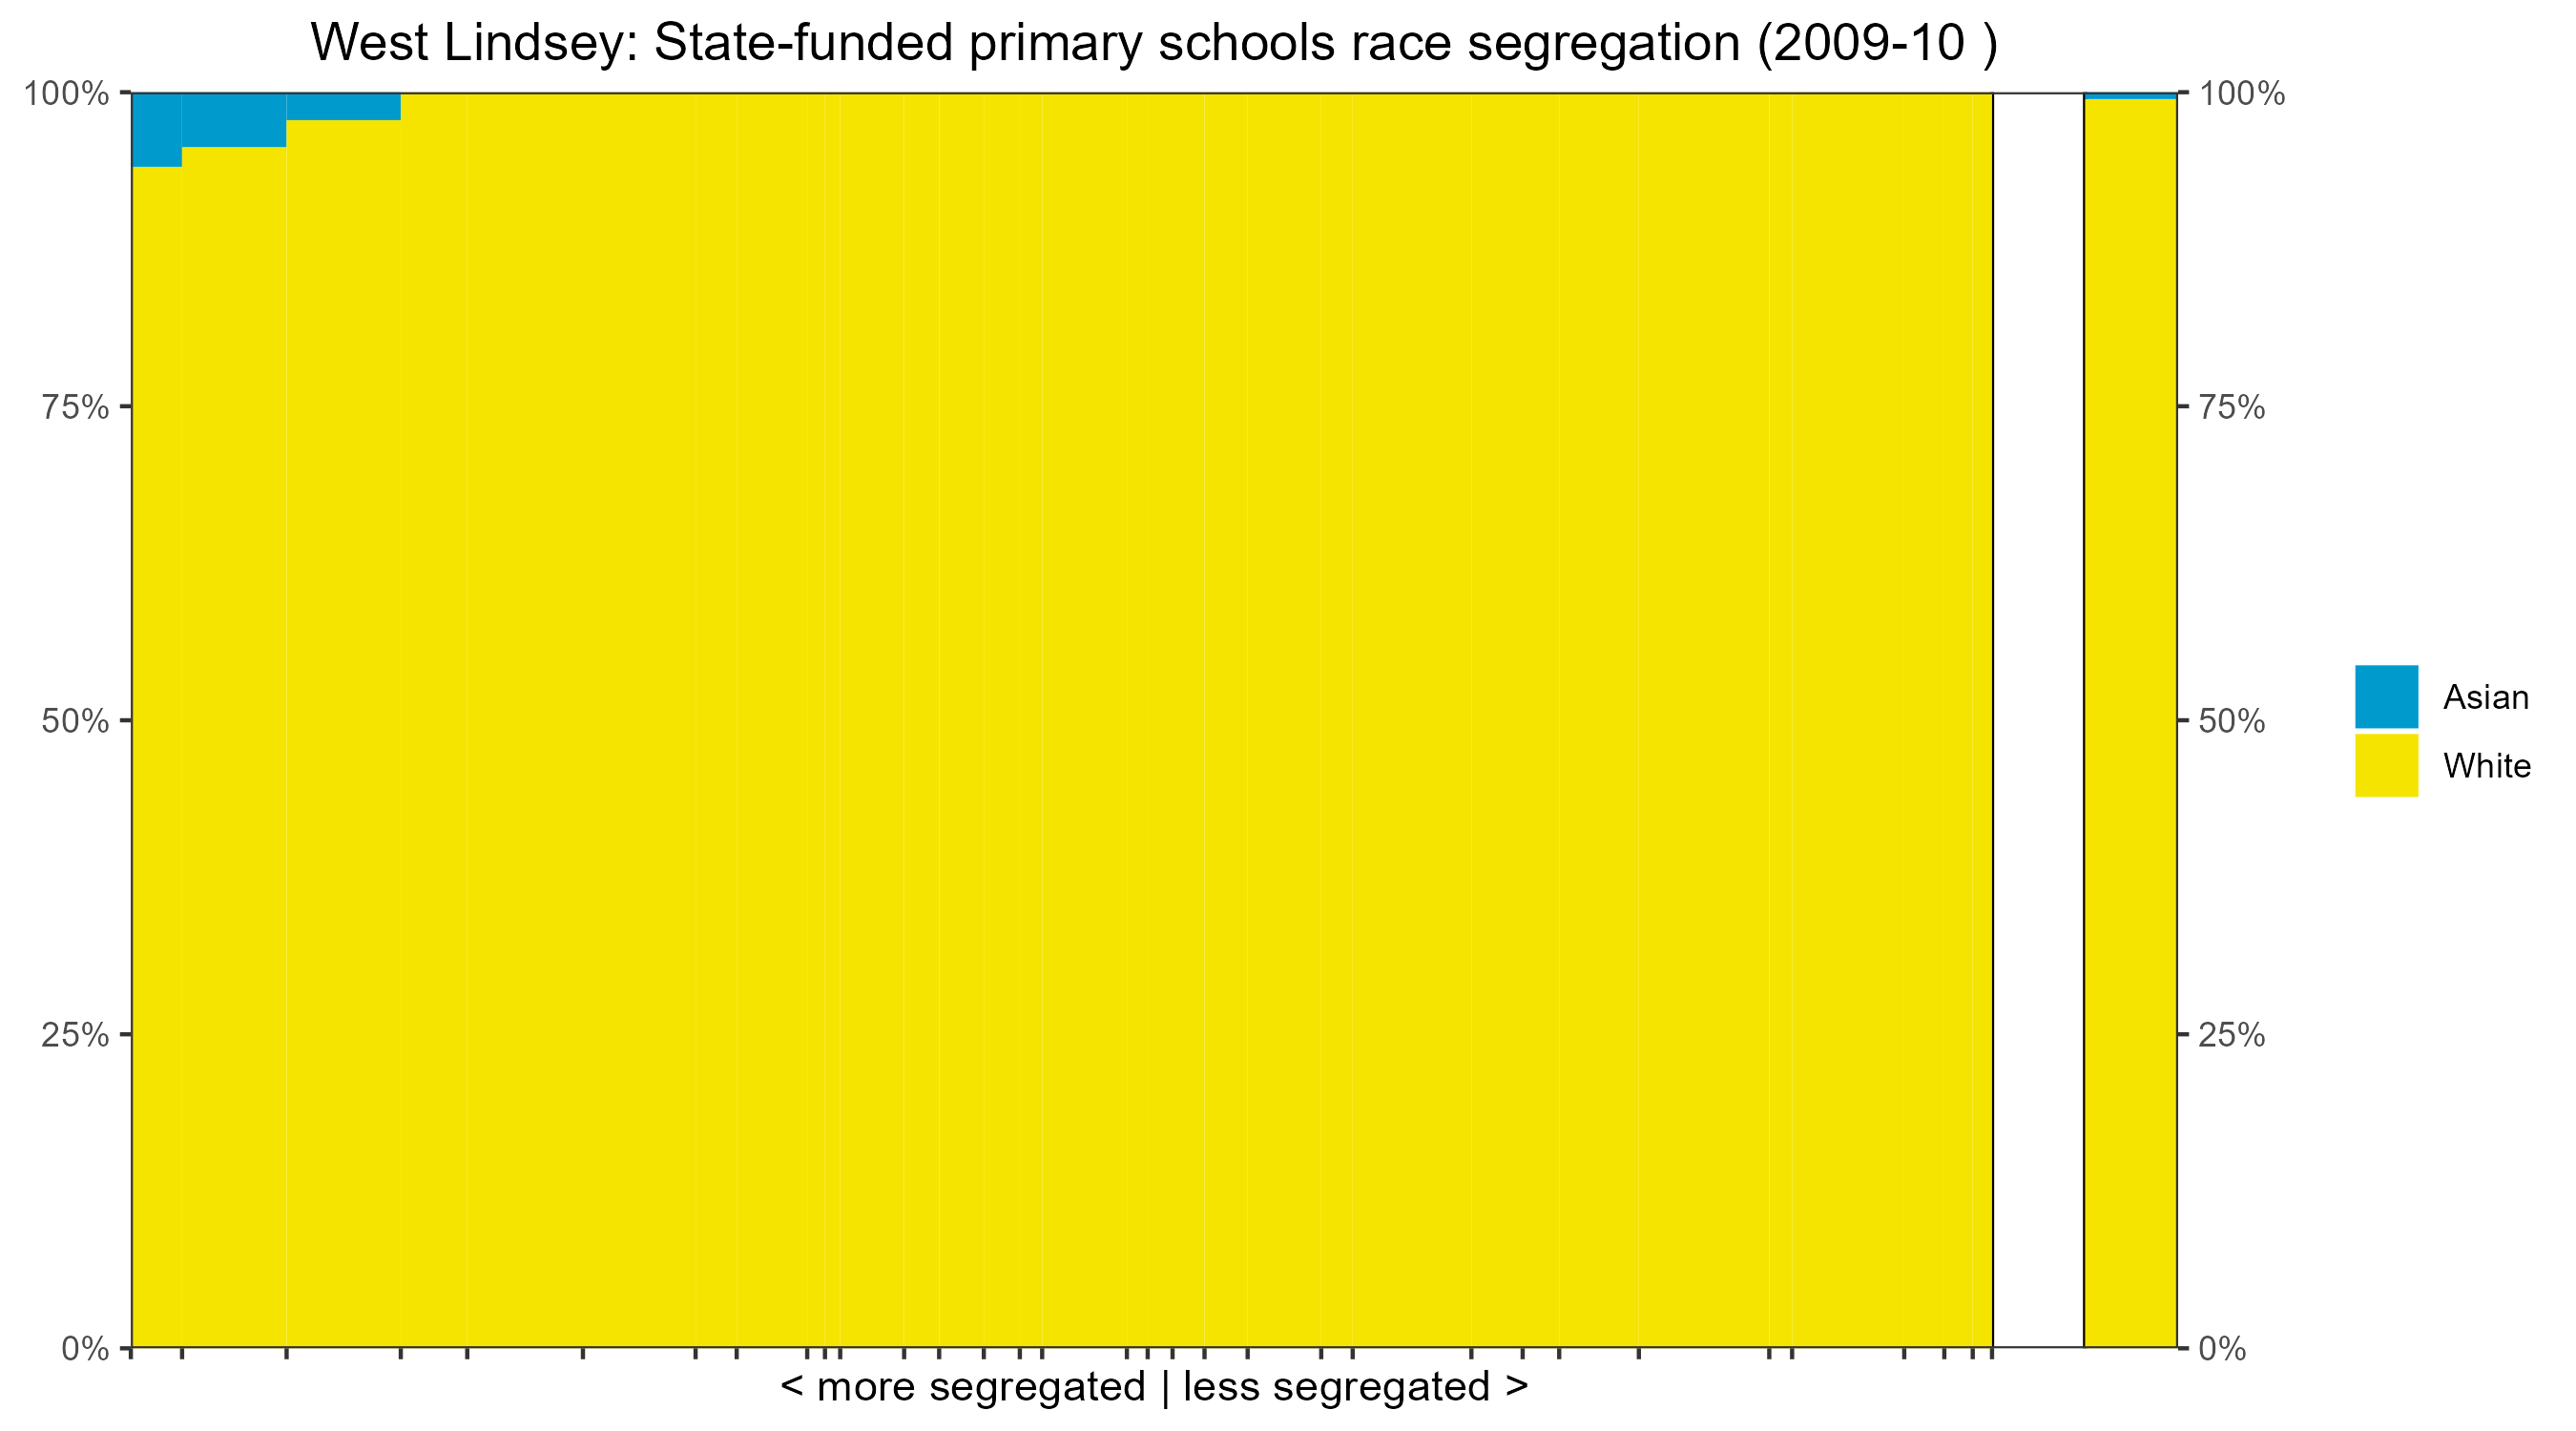 West Lindsey: State-funded primary schools race segregation (2009-10 )
100%
75%
50%
25%
0%
100%
75%
50%
25%
0%
< more segregated | less segregated >
Asian
White